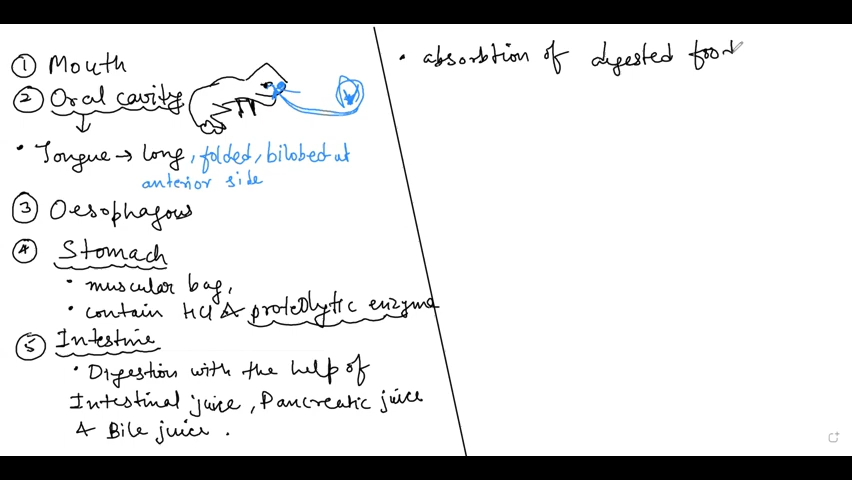 ① Mouth
② Oral cavity
• Tongue → long, folded, bilobed at
anterior side
③ Oesophagous
④ Stomach
• muscular bag,
• contain HCl & proteolytic enzyme
⑤ Intestine
• Digestion with the help of
Intestinal juice, Pancreatic juice
& Bile juice.
• absorbtion of digested food